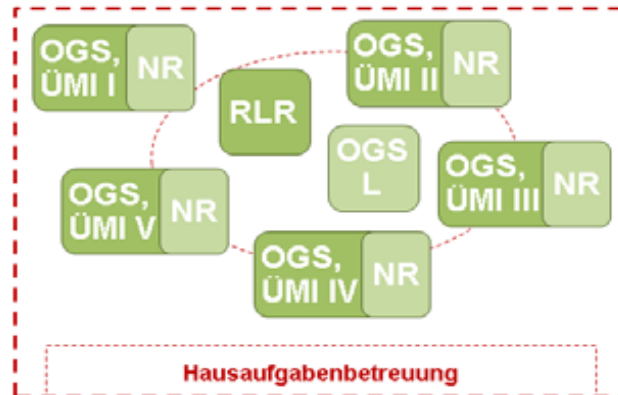 OGS,
ÜMI I
NR
OGS,
ÜMI II
NR
RLR
OGS
L
OGS,
ÜMI III
NR
OGS,
ÜMI V
NR
OGS,
ÜMI IV
NR
Hausaufgabenbetreuung